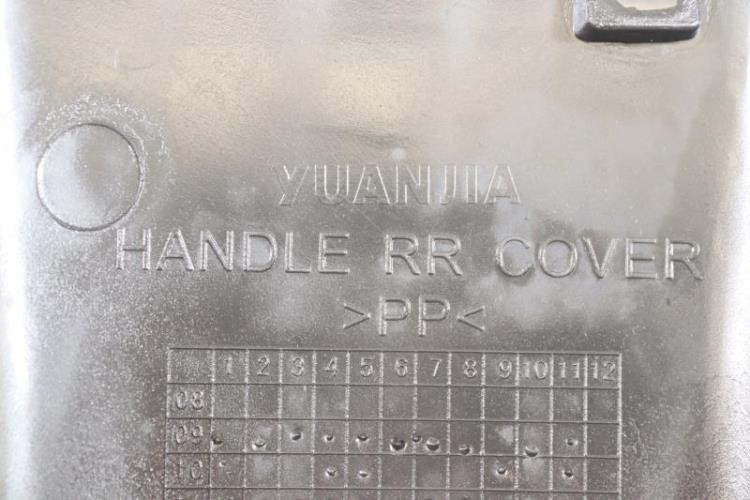 YUANJIA
HANDLE RR COVER
>PP<
1 2 3 4 5 6 7 8 9 10 11 12
08
09
10